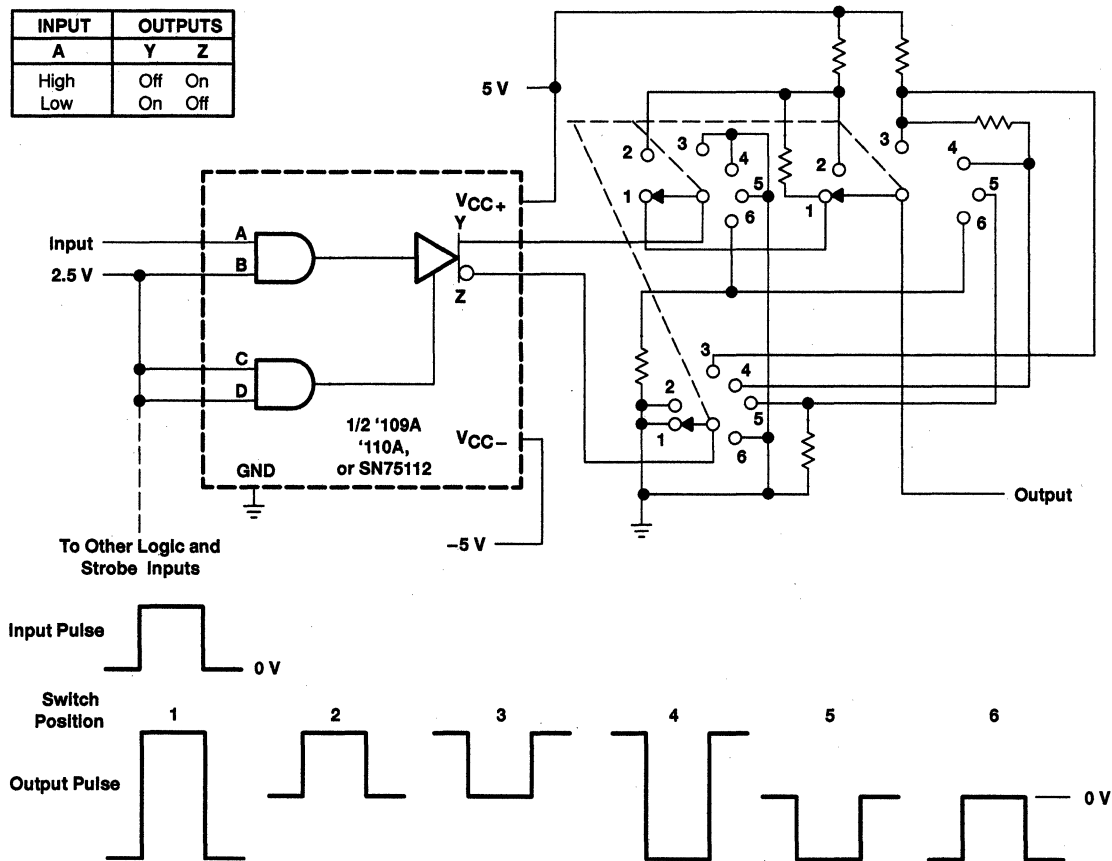 INPUT OUTPUTS
A Y Z
High Off On
Low On Off
5 V
2 3 4 5 6 1
2 3 4 5 6 1
VCC+
Y
Input A
2.5 V B
Z
C
D
3 4 5 6 2 1
1/2 '109A
'110A,
or SN75112
VCC−
GND
Output
−5 V
To Other Logic and
Strobe Inputs
Input Pulse
0 V
Switch
Position 1 2 3 4 5 6
Output Pulse
0 V